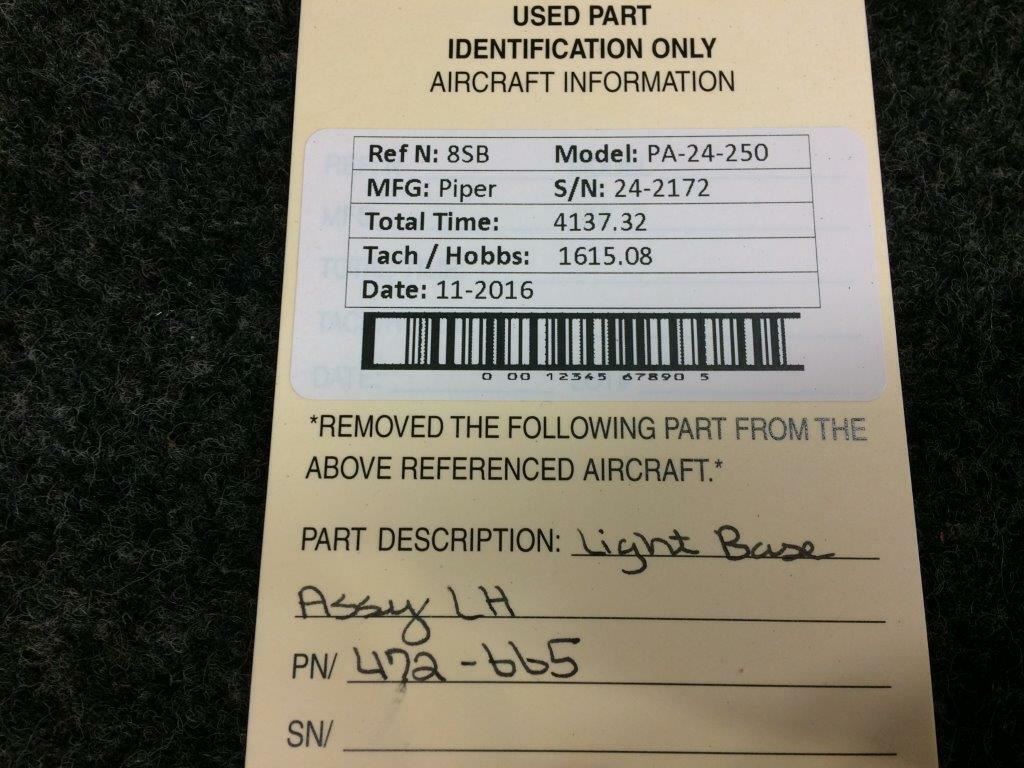 USED PART
IDENTIFICATION ONLY
AIRCRAFT INFORMATION
Ref N: 8SB Model: PA-24-250
MFG: Piper S/N: 24-2172
Total Time: 4137.32
Tach / Hobbs: 1615.08
Date: 11-2016
0 00 12345 67890 5
*REMOVED THE FOLLOWING PART FROM THE
ABOVE REFERENCED AIRCRAFT.*
PART DESCRIPTION: Light Base
Assy LH
PN/ 472-665
SN/